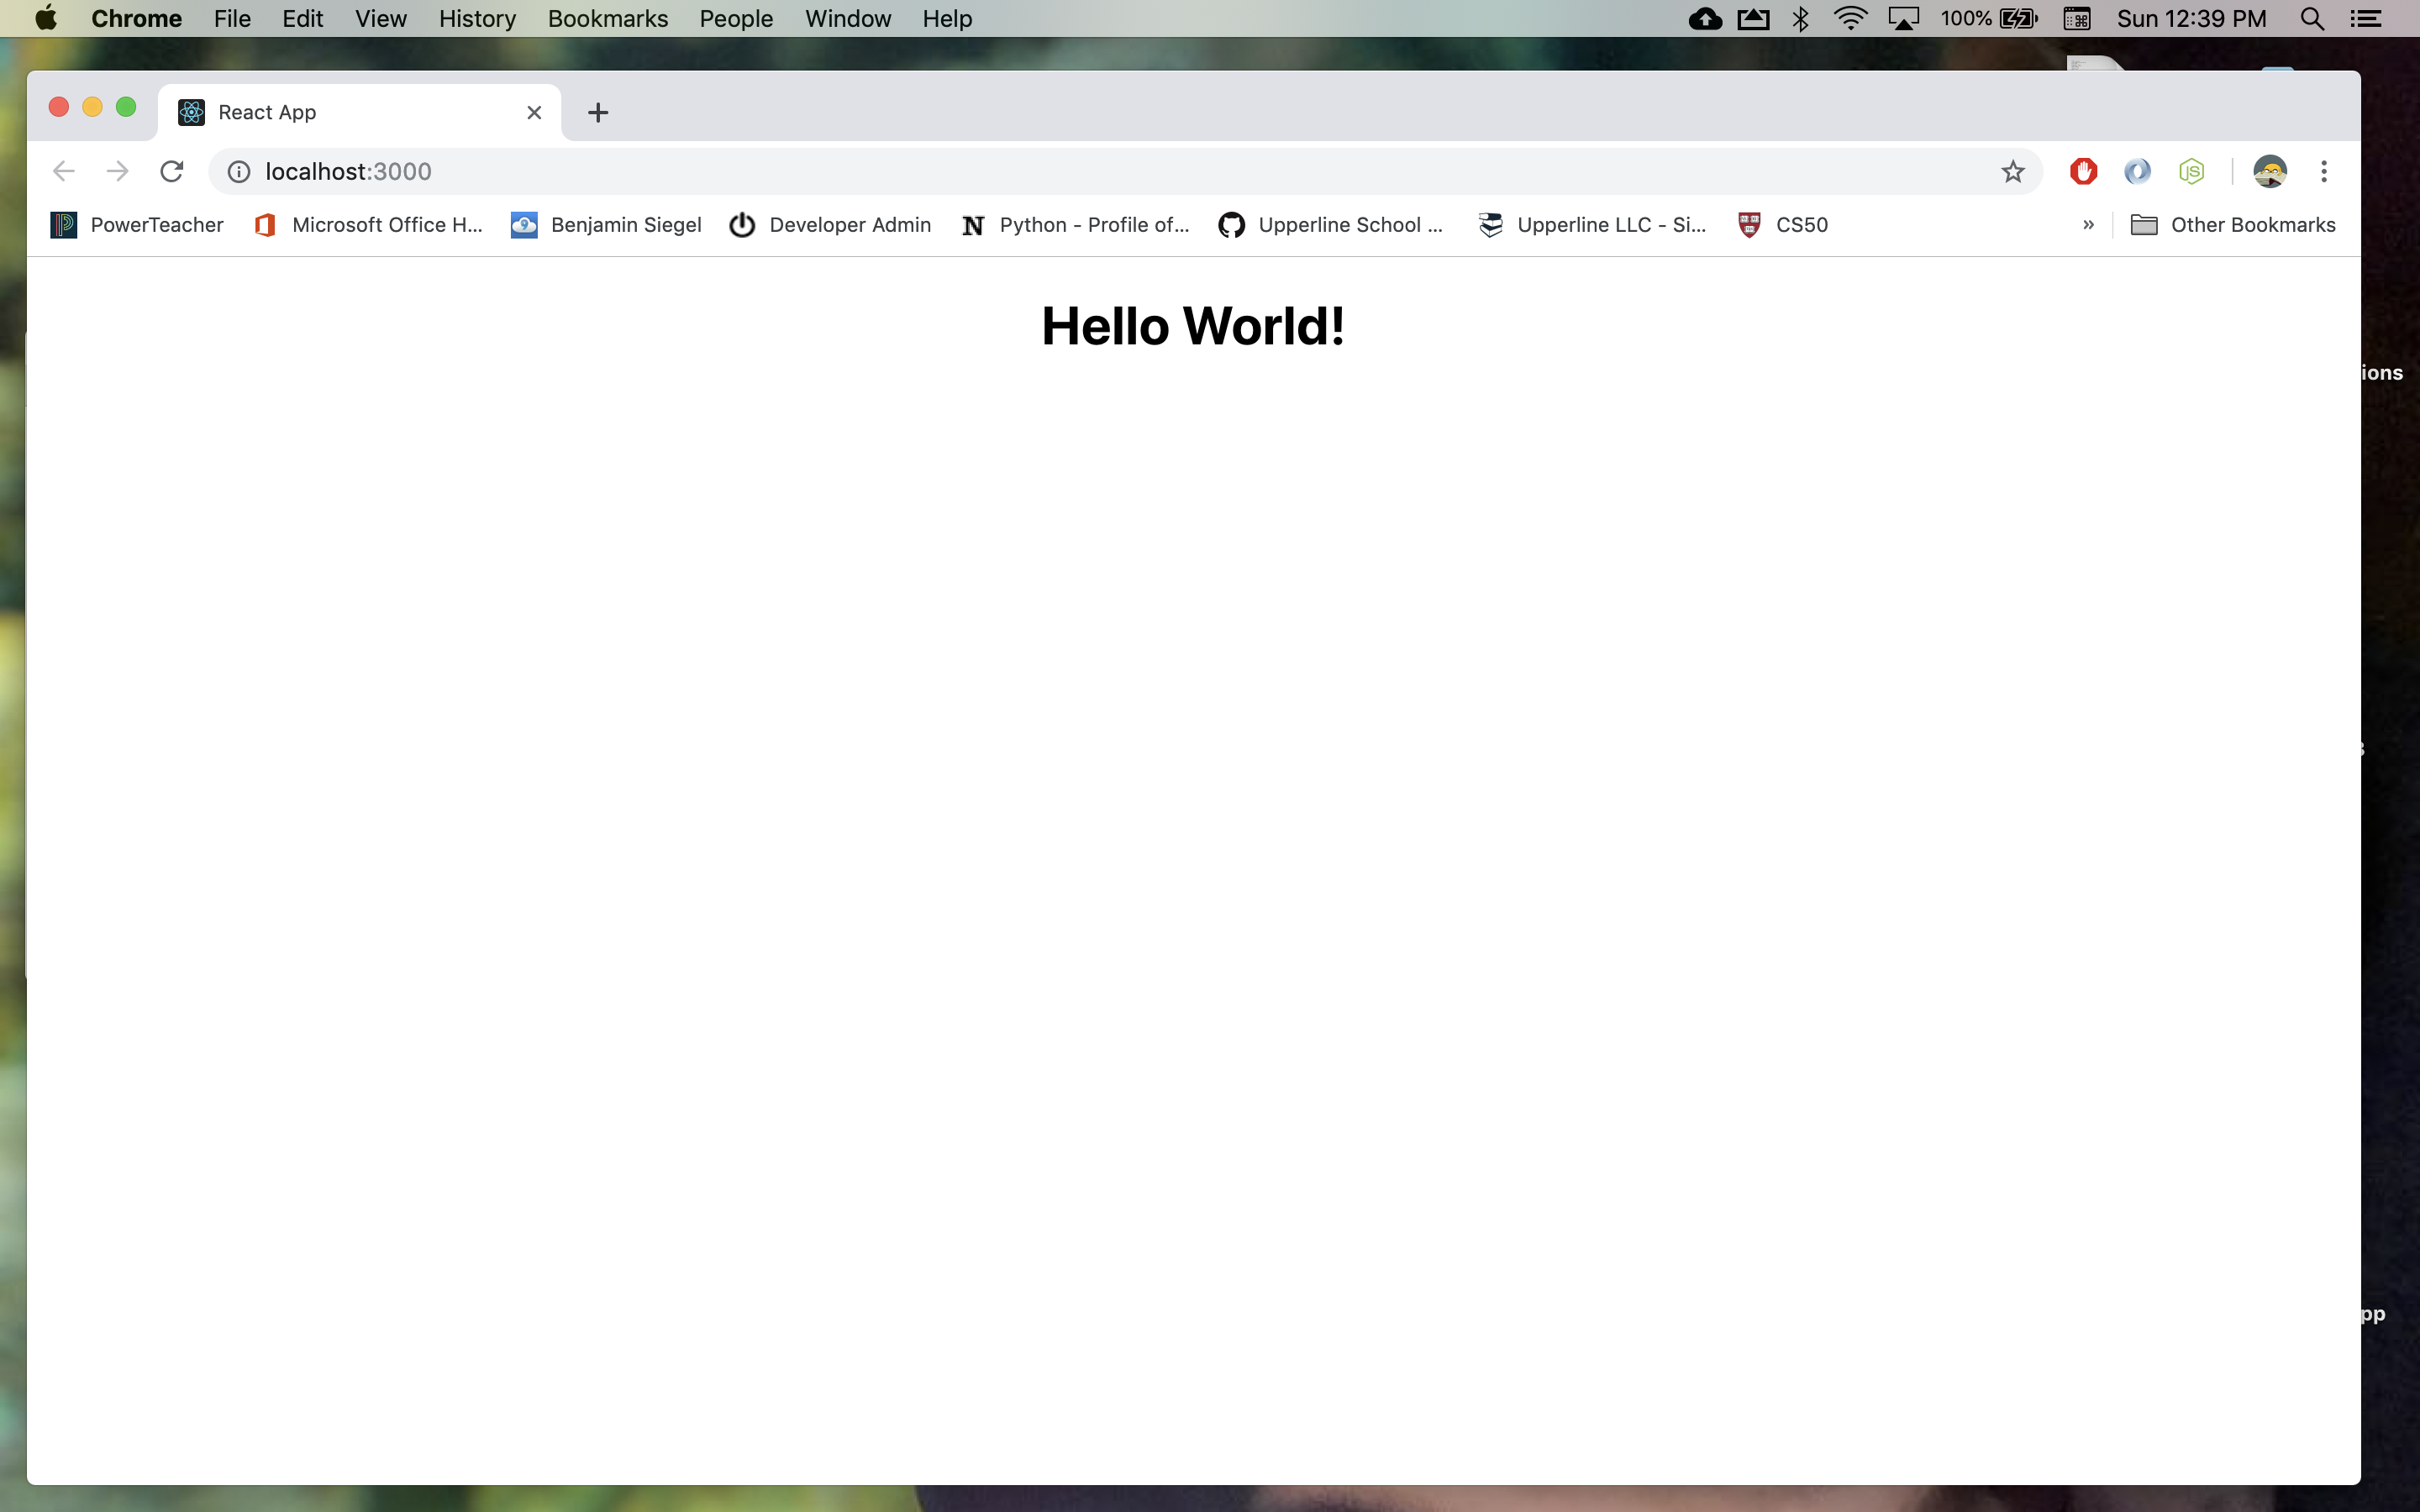 Chrome File Edit View History Bookmarks People Window Help 100% Sun 12:39 PM
React App
localhost:3000
PowerTeacher Microsoft Office H... Benjamin Siegel Developer Admin Python - Profile of... Upperline School ... Upperline LLC - Si... CS50 » Other Bookmarks
Hello World!
ions
pp